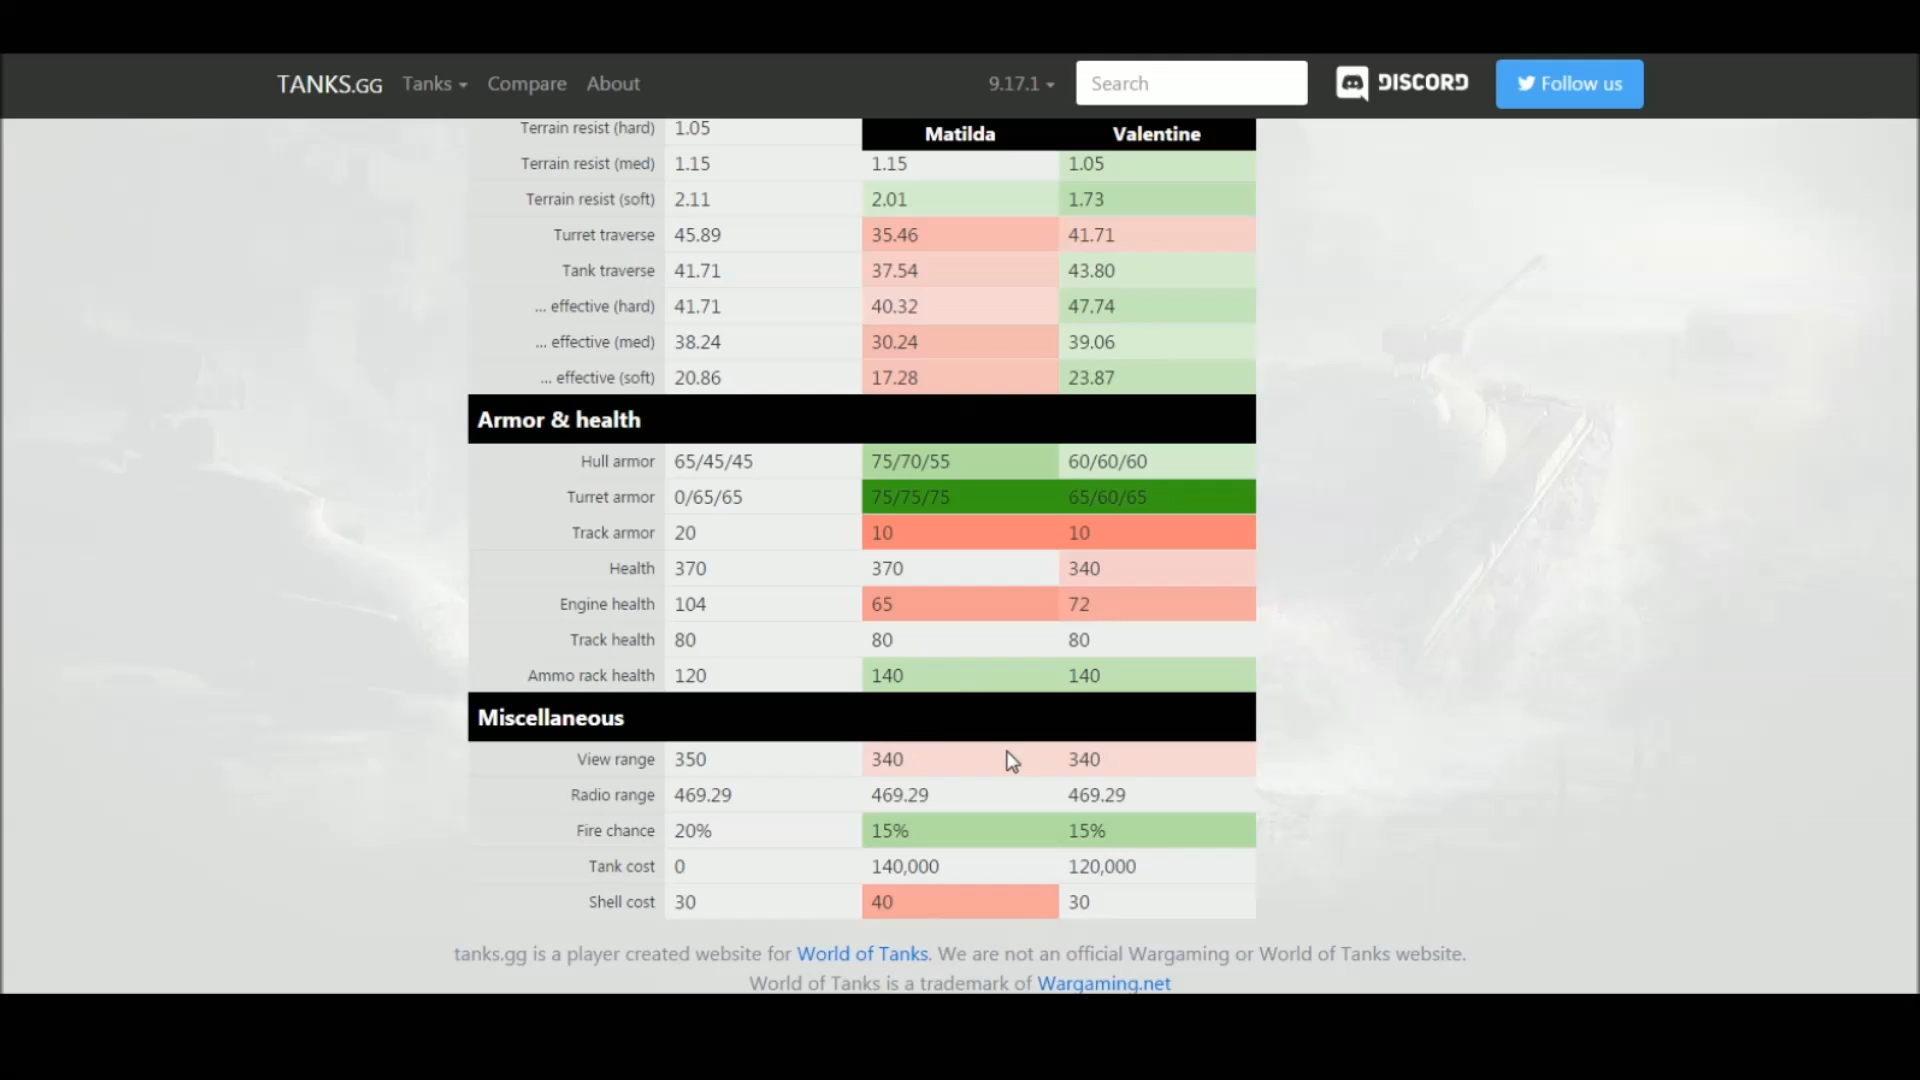 TANKS.GG Tanks Compare About 9.17.1 Search DISCORD Follow us
Terrain resist (hard) 1.05 Matilda Valentine
Terrain resist (med) 1.15 1.15 1.05
Terrain resist (soft) 2.11 2.01 1.73
Turret traverse 45.89 35.46 41.71
Tank traverse 41.71 37.54 43.80
... effective (hard) 41.71 40.32 47.74
... effective (med) 38.24 30.24 39.06
... effective (soft) 20.86 17.28 23.87
Armor & health
Hull armor 65/45/45 75/70/55 60/60/60
Turret armor 0/65/65 75/75/75 65/60/65
Track armor 20 10 10
Health 370 370 340
Engine health 104 65 72
Track health 80 80 80
Ammo rack health 120 140 140
Miscellaneous
View range 350 340 340
Radio range 469.29 469.29 469.29
Fire chance 20% 15% 15%
Tank cost 0 140,000 120,000
Shell cost 30 40 30
tanks.gg is a player created website for World of Tanks. We are not an official Wargaming or World of Tanks website.
World of Tanks is a trademark of Wargaming.net